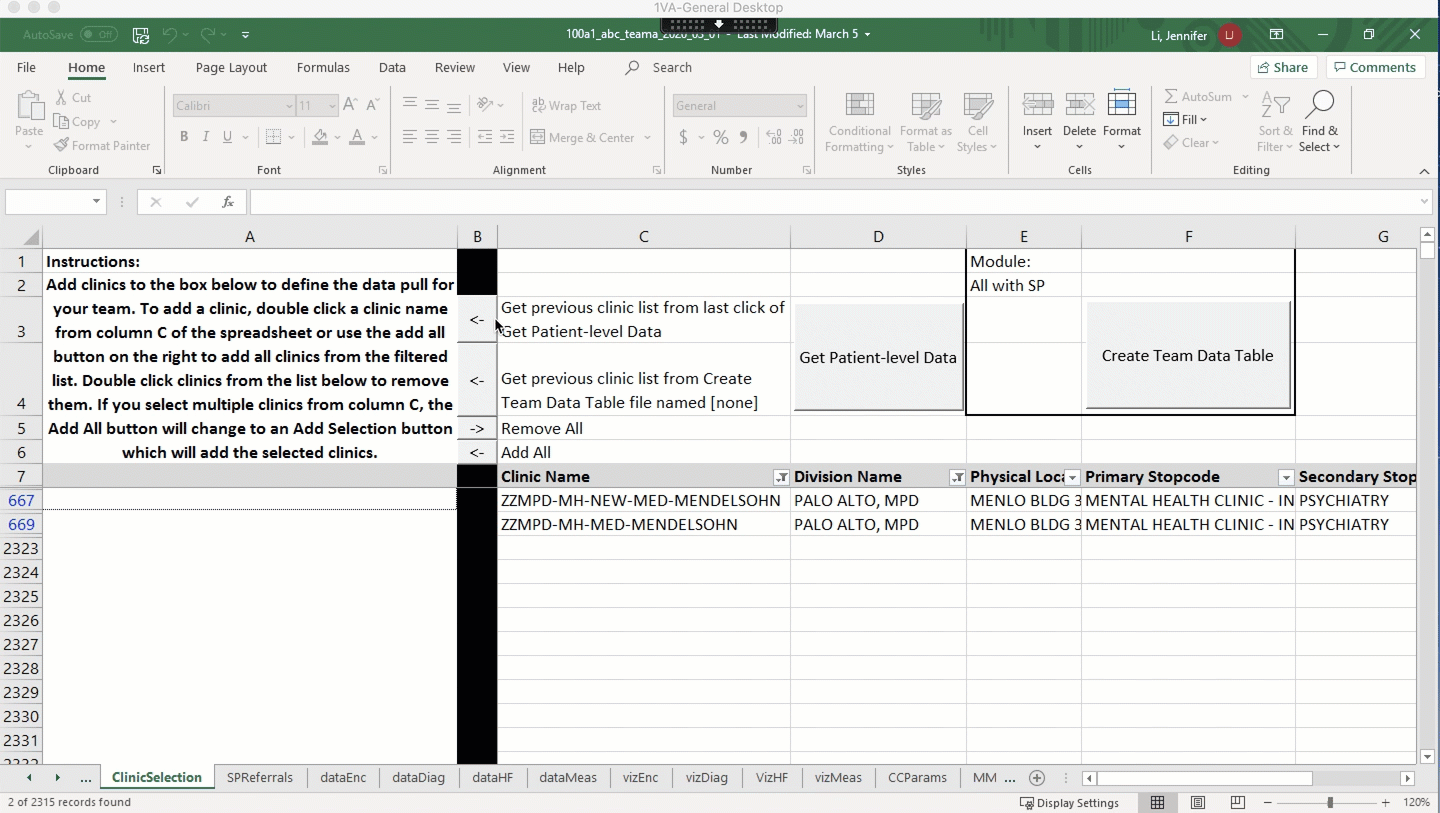 1VA-General Desktop
AutoSave Off
Last Modified: March 5
Li, Jennifer
File Home Insert Page Layout Formulas Data Review View Help Search
Share Comments
Paste
Cut
Copy
Format Painter
Clipboard
Calibri 11
B I U
Font
Wrap Text
Merge & Center
Alignment
General
$ % 9
Number
Conditional Formatting
Format as Table
Cell Styles
Styles
Insert Delete Format
Cells
AutoSum
Fill
Clear
Sort & Filter
Find & Select
Editing
fx
A B C D E F G
1 Instructions: Module:
2 All with SP
Add clinics to the box below to define the data pull for
your team. To add a clinic, double click a clinic name
from column C of the spreadsheet or use the add all
button on the right to add all clinics from the filtered
list. Double click clinics from the list below to remove
them. If you select multiple clinics from column C, the
Add All button will change to an Add Selection button
which will add the selected clinics.
3 <- Get previous clinic list from last click of
Get Patient-level Data
Get Patient-level Data
Create Team Data Table
4 <- Get previous clinic list from Create
Team Data Table file named [none]
5 -> Remove All
6 <- Add All
7 Clinic Name Division Name Physical Loca Primary Stopcode Secondary Stop
667 ZZMPD-MH-NEW-MED-MENDELSOHN PALO ALTO, MPD MENLO BLDG 3 MENTAL HEALTH CLINIC - IN PSYCHIATRY
669 ZZMPD-MH-MED-MENDELSOHN PALO ALTO, MPD MENLO BLDG 3 MENTAL HEALTH CLINIC - IN PSYCHIATRY
2323
2324
2325
2326
2327
2328
2329
2330
2331
... ClinicSelection SPReferrals dataEnc dataDiag dataHF dataMeas vizEnc vizDiag VizHF vizMeas CCParams MM ...
2 of 2315 records found Display Settings 120%